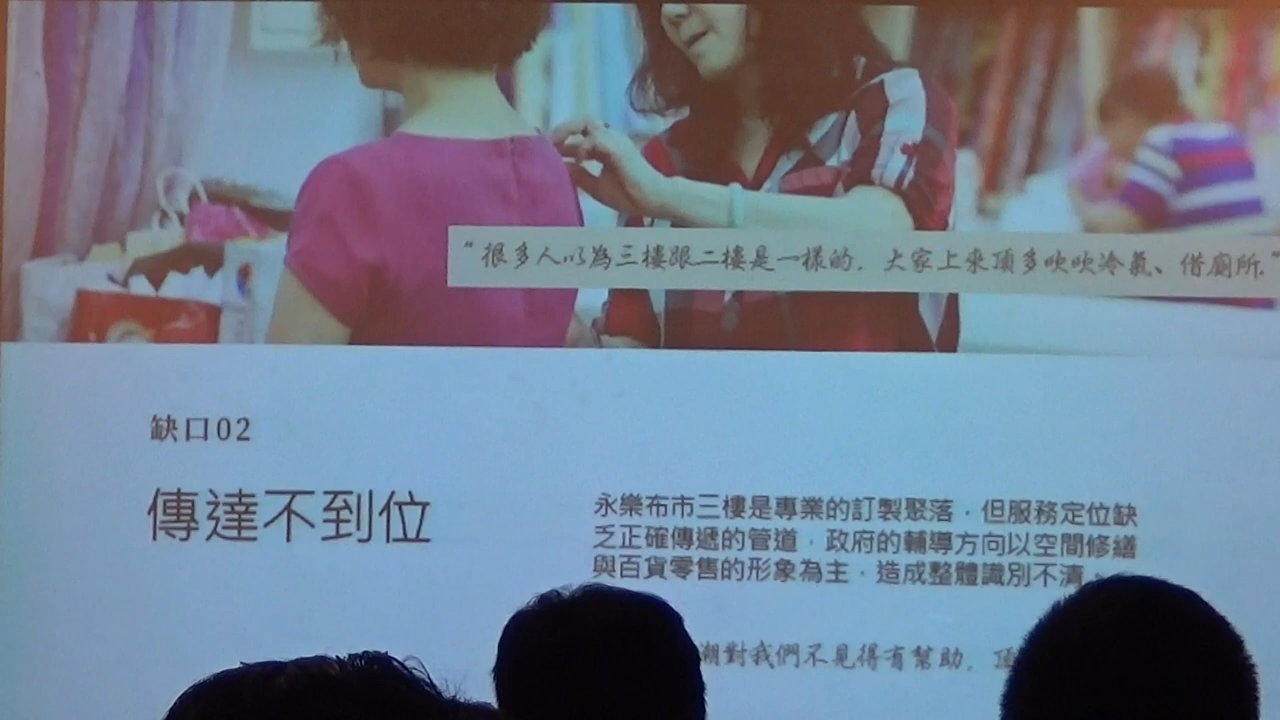 “很多人以為三樓跟二樓是一樣的，大家上來頂多吹吹冷氣、借廁所。”
缺口02
傳達不到位
永樂布市三樓是專業的訂製聚落，但服務定位缺
乏正確傳遞的管道，政府的輔導方向以空間修繕
與百貨零售的形象為主，造成整體識別不清。
潮對我們不見得有幫助，頂